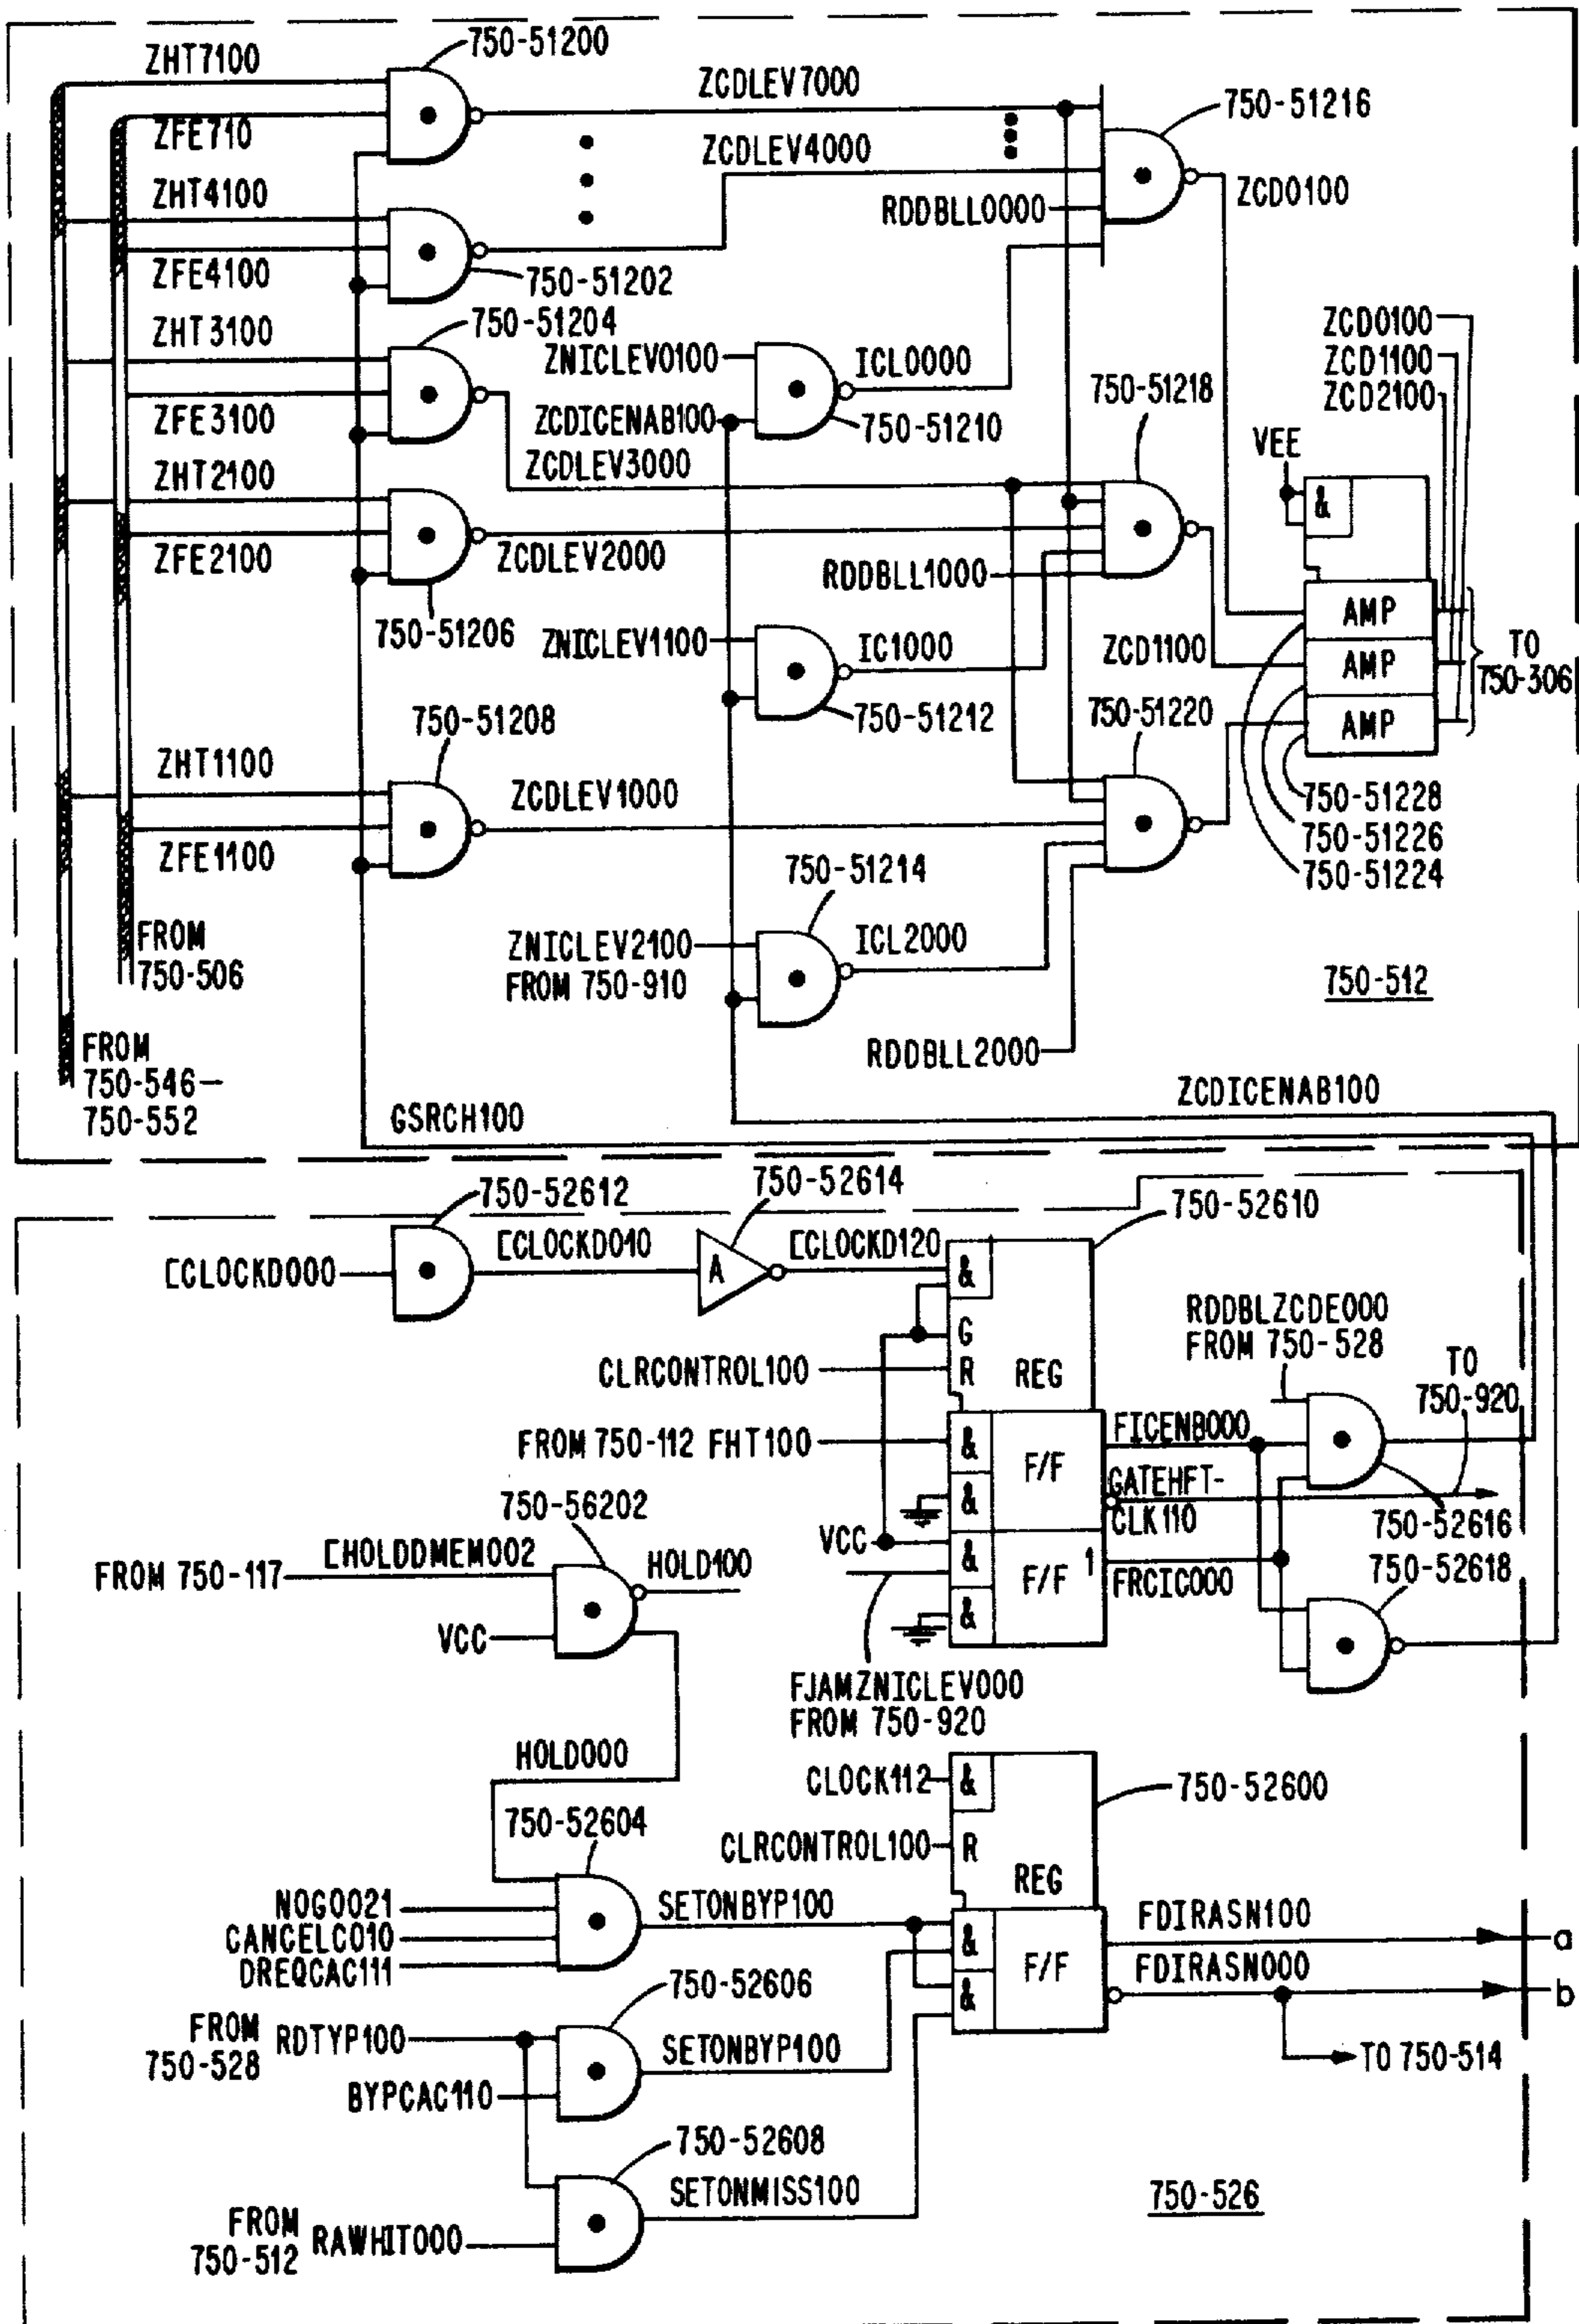 ZHT7100
750-51200
ZCDLEV7000
750-51216
ZFE710
ZCDLEV4000
ZHT4100
RDDBLL0000
ZCD0100
ZFE4100
750-51202
ZHT3100
750-51204
ZNICLEV0100
ICL0000
ZCD0100
ZCD1100
ZCD2100
750-51218
ZFE3100
ZCDICENAB100
750-51210
VEE
ZHT2100
ZCDLEV3000
&
ZFE2100
ZCDLEV2000
RDDBLL1000
AMP
750-51206
ZNICLEV1100
IC1000
ZCD1100
AMP
TO
750-306
750-51208
750-51212
750-51220
AMP
ZHT1100
ZCDLEV1000
750-51228
750-51226
750-51224
ZFE1100
750-51214
FROM
750-506
ZNICLEV2100
FROM 750-910
ICL2000
750-512
FROM
750-546—
750-552
RDDBLL2000
ZCDICENAB100
GSRCH100
750-52612
750-52614
750-52610
[CLOCKD000
[CLOCKD010
A
[CLOCKD120
&
G
R
REG
CLRCONTROL100
RDDBLZCDE000
FROM 750-528
TO
750-920
FROM 750-112 FHT100
&
F/F
FICENB000
&
GATEHFT-
CLK110
750-52616
750-56202
VCC
FROM 750-117
[HOLDDMEM002
HOLD100
&
F/F
1
FRCIC000
750-52618
VCC
&
FJAMZNICLEV000
FROM 750-920
HOLD000
CLOCK112
&
750-52600
750-52604
CLRCONTROL100
R
REG
NOGO021
CANCELC010
DREQCAC111
SETONBYP100
&
F/F
FDIRASN100
a
&
FDIRASN000
b
750-52606
FROM
750-528
RDTYP100
SETONBYP100
TO 750-514
BYPCAC110
750-52608
SETONMISS100
750-526
FROM
750-512
RAWHIT000